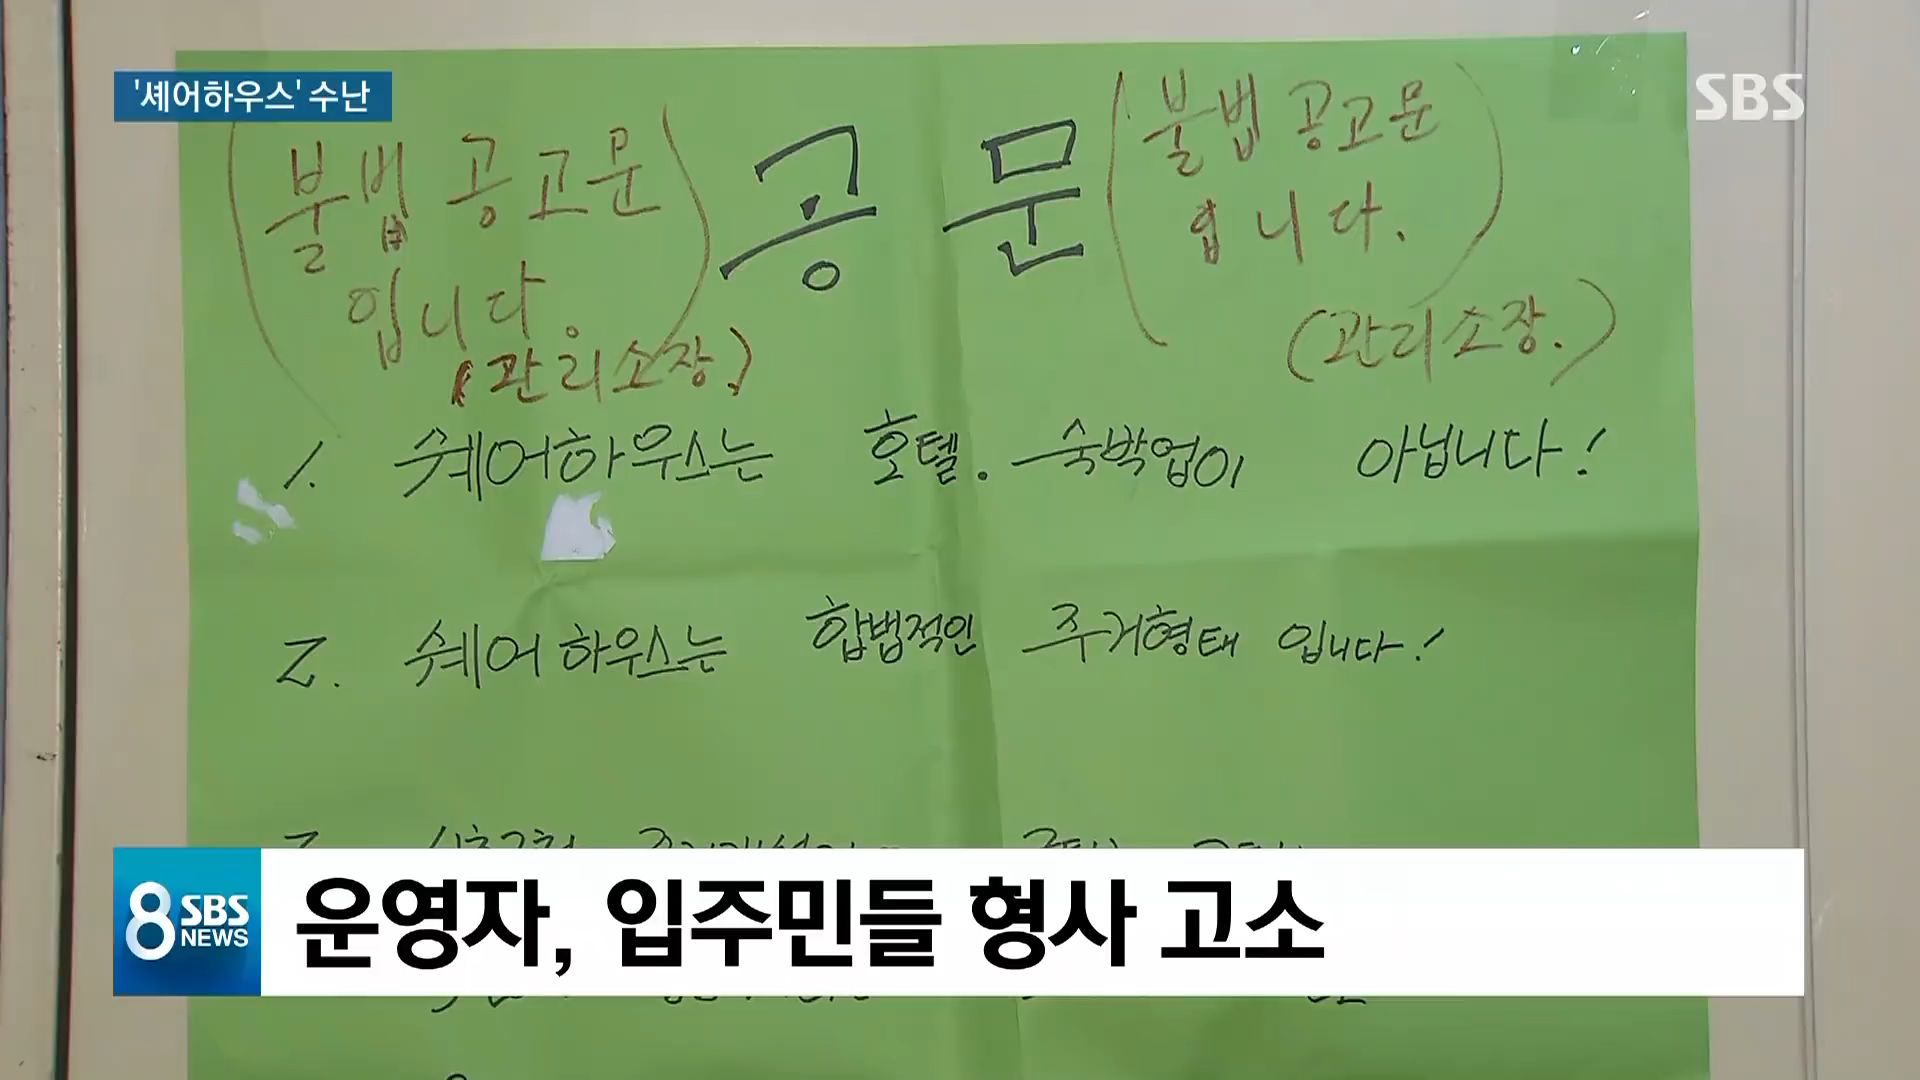 '셰어하우스' 수난
SBS
(불법 공고문
입니다.)
(관리소장)
공문
(불법 공고문
입니다.)
(관리소장.)
1. 쉐어하우스는 호텔. 숙박업이 아닙니다!
2. 쉐어하우스는 합법적인 주거형태 입니다!
8 SBS NEWS
운영자, 입주민들 형사 고소